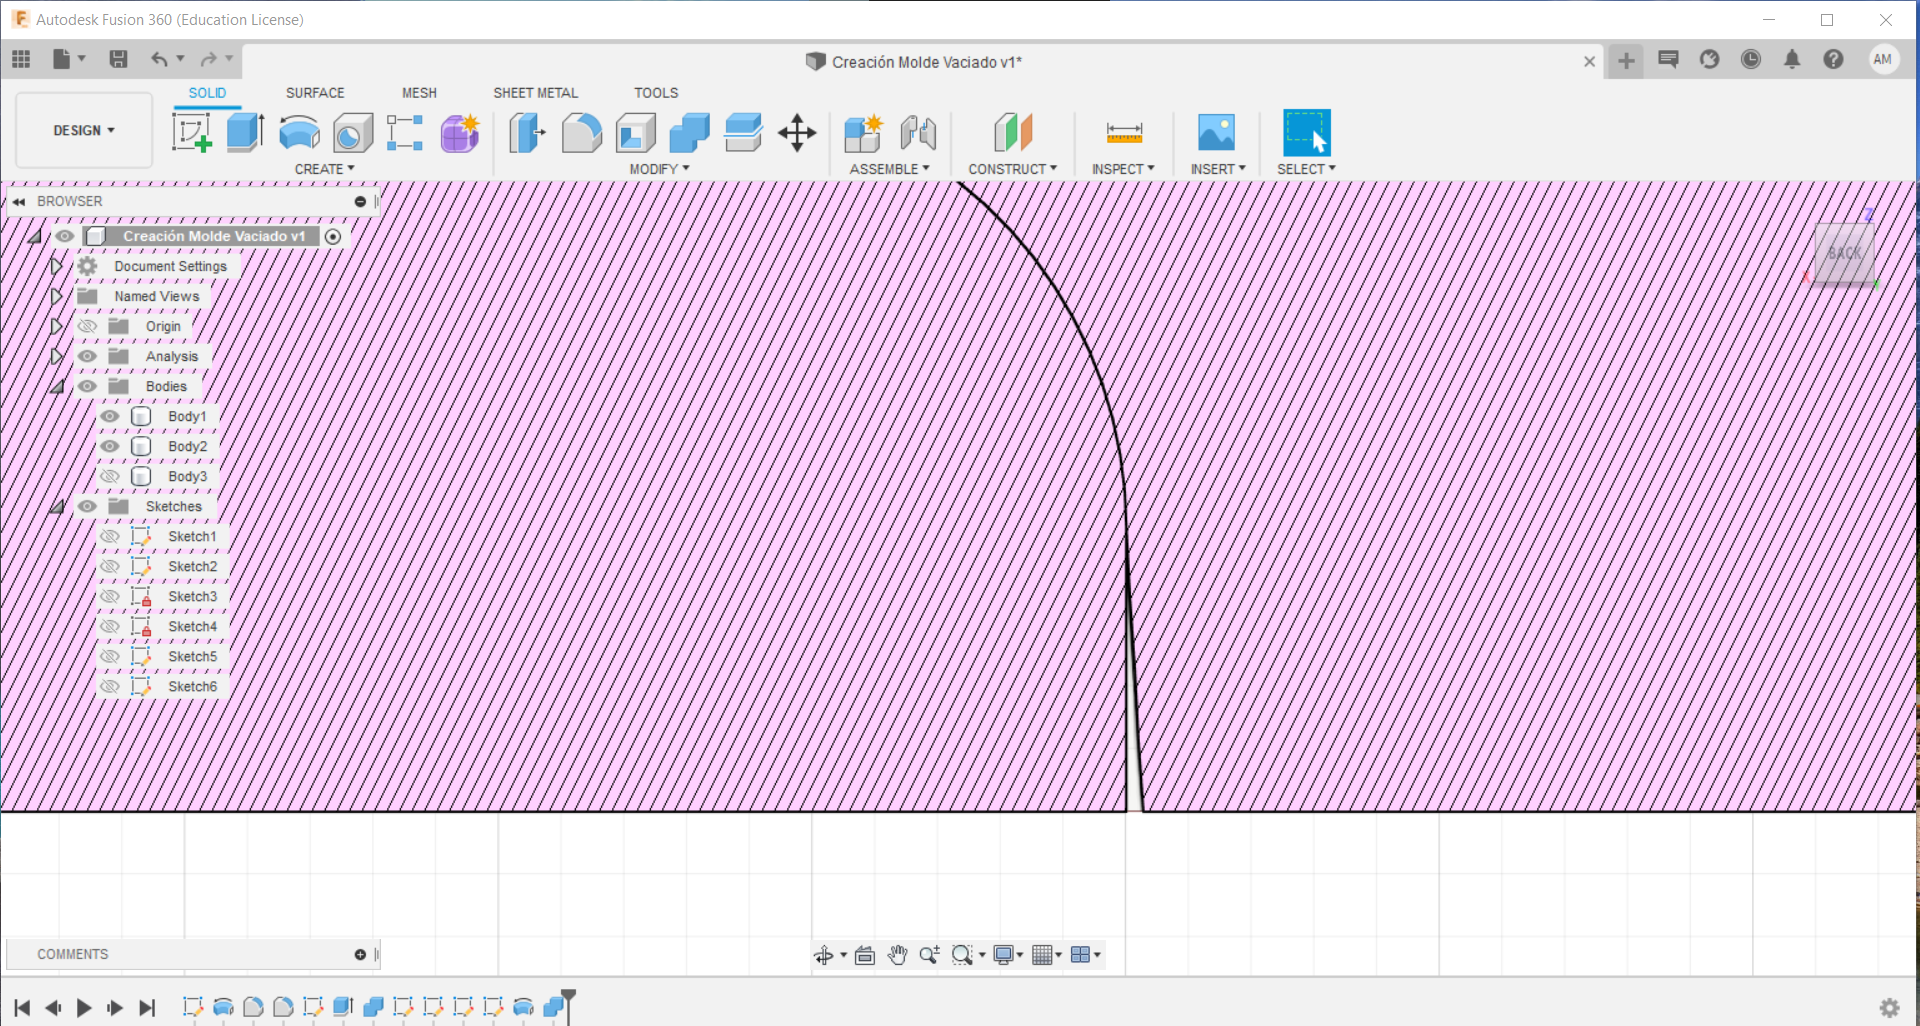 Autodesk Fusion 360 (Education License)
Creación Molde Vaciado v1*
AM
SOLID SURFACE MESH SHEET METAL TOOLS
DESIGN
CREATE MODIFY ASSEMBLE CONSTRUCT INSPECT INSERT SELECT
BROWSER
Creación Molde Vaciado v1
Document Settings
Named Views
Origin
Analysis
Bodies
Body1
Body2
Body3
Sketches
Sketch1
Sketch2
Sketch3
Sketch4
Sketch5
Sketch6
Z
BACK
X
COMMENTS